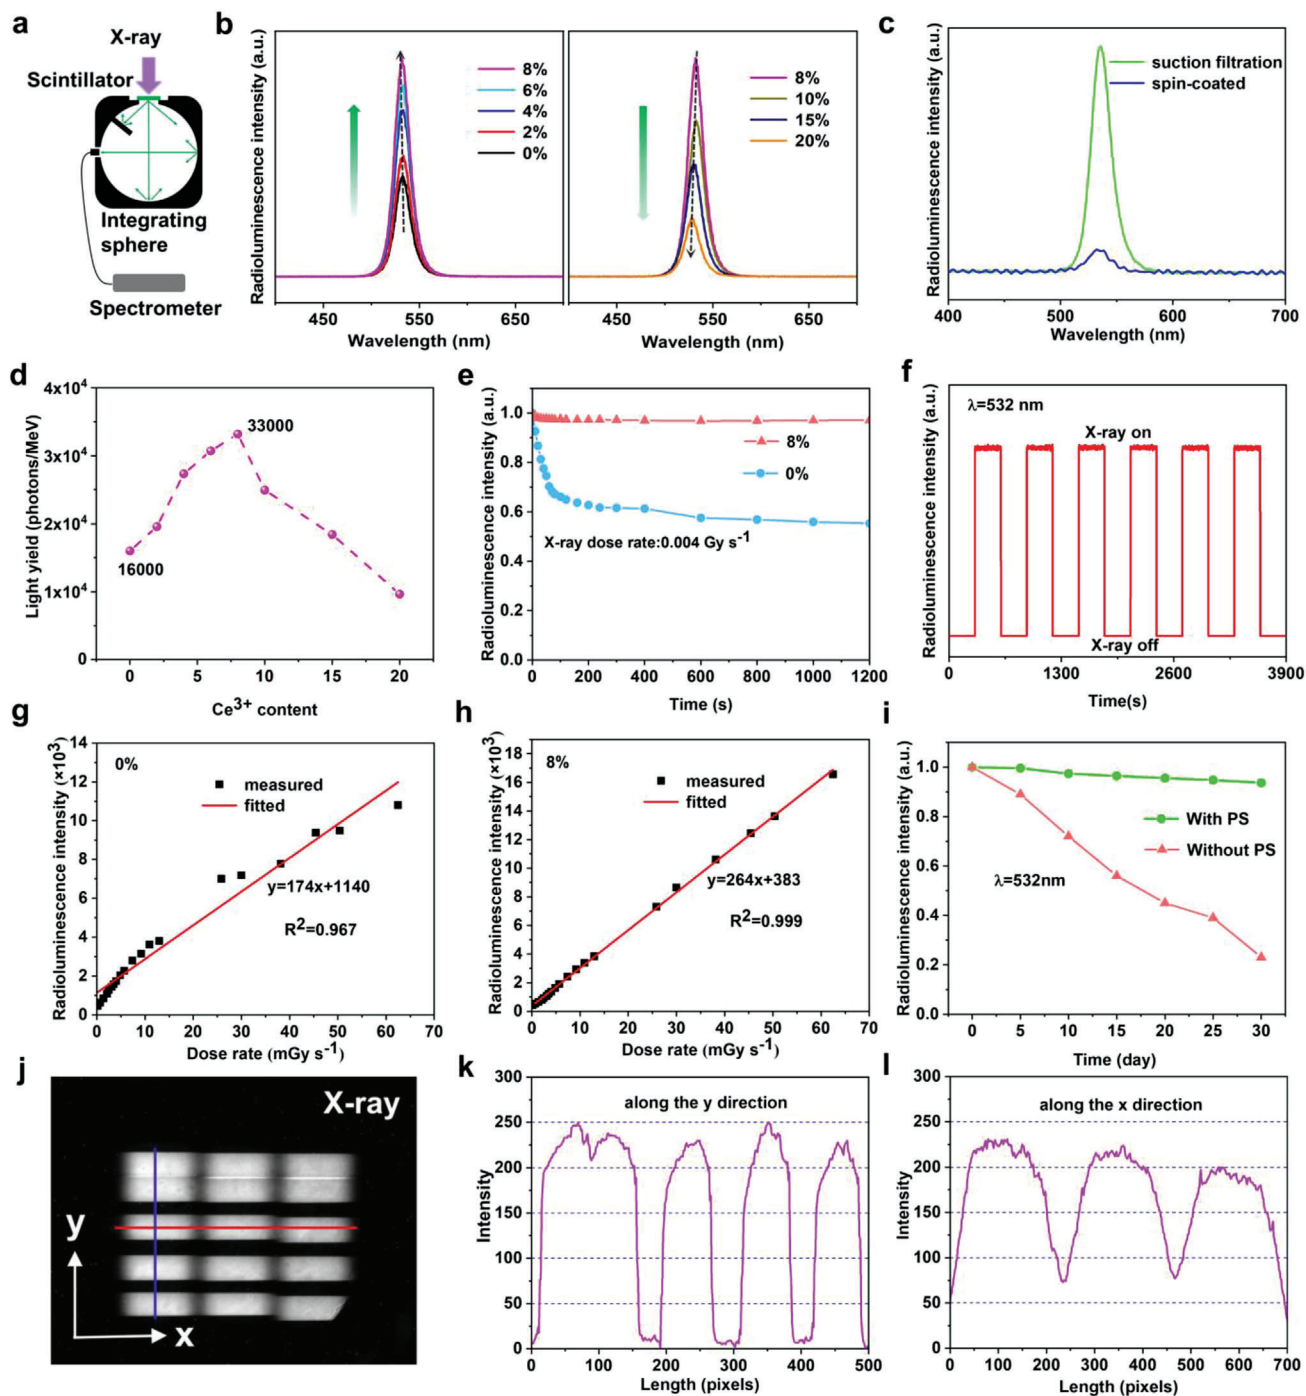 a
X-ray
Scintillator
Integrating
sphere
Spectrometer
b
Radioluminescence intensity (a.u.)
8%
6%
4%
2%
0%
450
550
650
Wavelength (nm)
8%
10%
15%
20%
450
550
650
Wavelength (nm)
c
Radioluminescence intensity (a.u.)
suction filtration
spin-coated
400
500
600
700
Wavelength (nm)
d
Light yield (photons/MeV)
4x10⁴
3x10⁴
2x10⁴
1x10⁴
0
33000
16000
0
5
10
15
20
Ce³⁺ content
e
Radioluminescence intensity (a.u.)
1.0
0.8
0.6
0.4
0.2
0.0
8%
0%
X-ray dose rate:0.004 Gy s⁻¹
0
200
400
600
800
1000
1200
Time (s)
f
Radioluminescence intensity (a.u.)
λ=532 nm
X-ray on
X-ray off
0
1300
2600
3900
Time(s)
g
Radioluminescence intensity (×10³)
14
12
10
8
6
4
2
0
0%
measured
fitted
y=174x+1140
R²=0.967
0
10
20
30
40
50
60
70
Dose rate (mGy s⁻¹)
h
Radioluminescence intensity (×10³)
18
16
14
12
10
8
6
4
2
0
8%
measured
fitted
y=264x+383
R²=0.999
0
10
20
30
40
50
60
70
Dose rate (mGy s⁻¹)
i
Radioluminescence intensity (a.u.)
1.0
0.8
0.6
0.4
0.2
0.0
With PS
Without PS
λ=532nm
0
5
10
15
20
25
30
Time (day)
j
X-ray
y
x
k
Intensity
300
250
200
150
100
50
0
along the y direction
0
100
200
300
400
500
Length (pixels)
l
Intensity
300
250
200
150
100
50
0
along the x direction
0
100
200
300
400
500
600
700
Length (pixels)